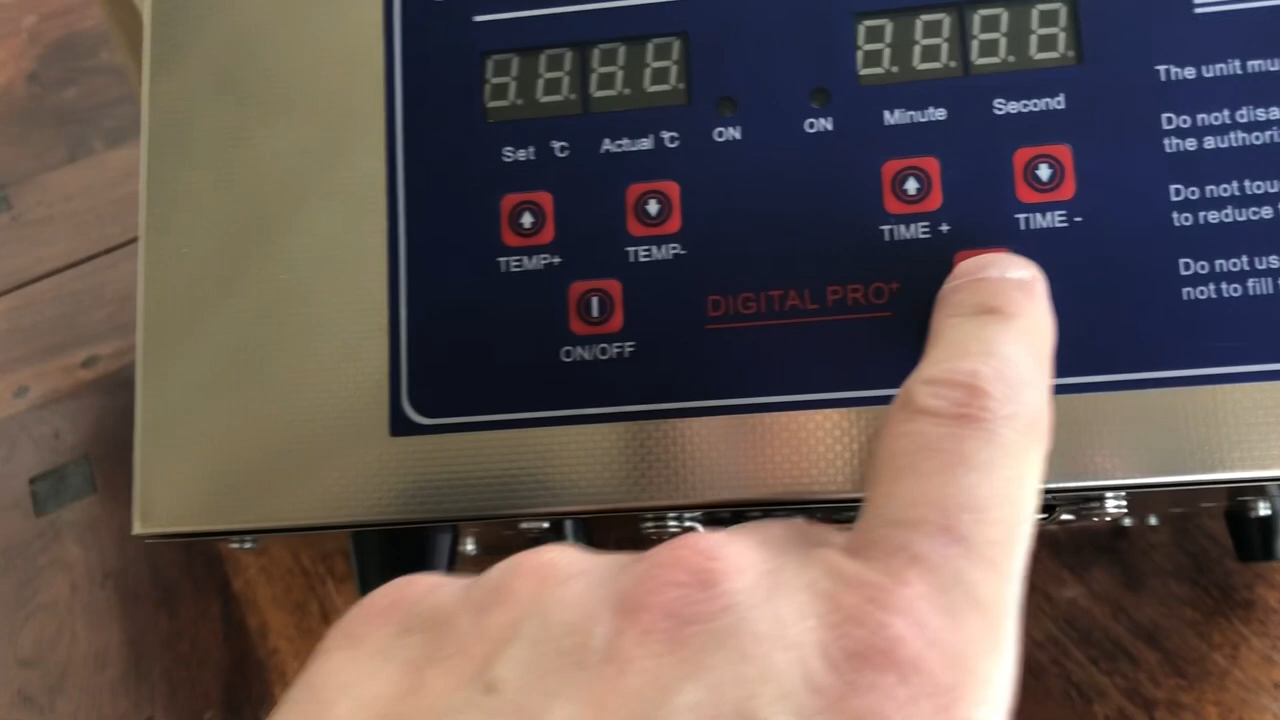 Set ℃
Actual ℃
ON
ON
Minute
Second
TEMP+
TEMP-
TIME +
TIME -
ON/OFF
DIGITAL PRO+
The unit mu
Do not disa
the authori
Do not tou
to reduce
Do not us
not to fill